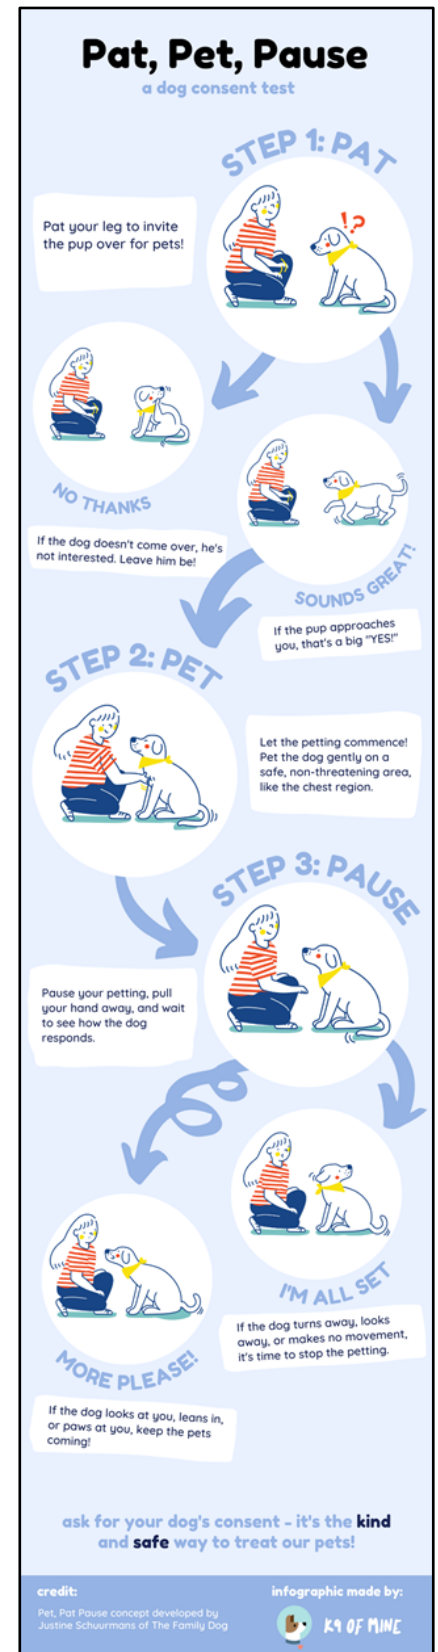 Pat, Pet, Pause
a dog consent test
STEP 1: PAT
Pat your leg to invite
the pup over for pets!
!?
NO THANKS
If the dog doesn't come over, he's
not interested. Leave him be!
SOUNDS GREAT!
If the pup approaches
you, that's a big "YES!"
STEP 2: PET
Let the petting commence!
Pet the dog gently on a
safe, non-threatening area,
like the chest region.
STEP 3: PAUSE
Pause your petting, pull
your hand away, and wait
to see how the dog
responds.
I'M ALL SET
If the dog turns away, looks
away, or makes no movement,
it's time to stop the petting.
MORE PLEASE!
If the dog looks at you, leans in,
or paws at you, keep the pets
coming!
ask for your dog's consent - it's the kind
and safe way to treat our pets!
credit:
Pet, Pat Pause concept developed by
Justine Schuurmans of The Family Dog
infographic made by:
K9 OF MINE